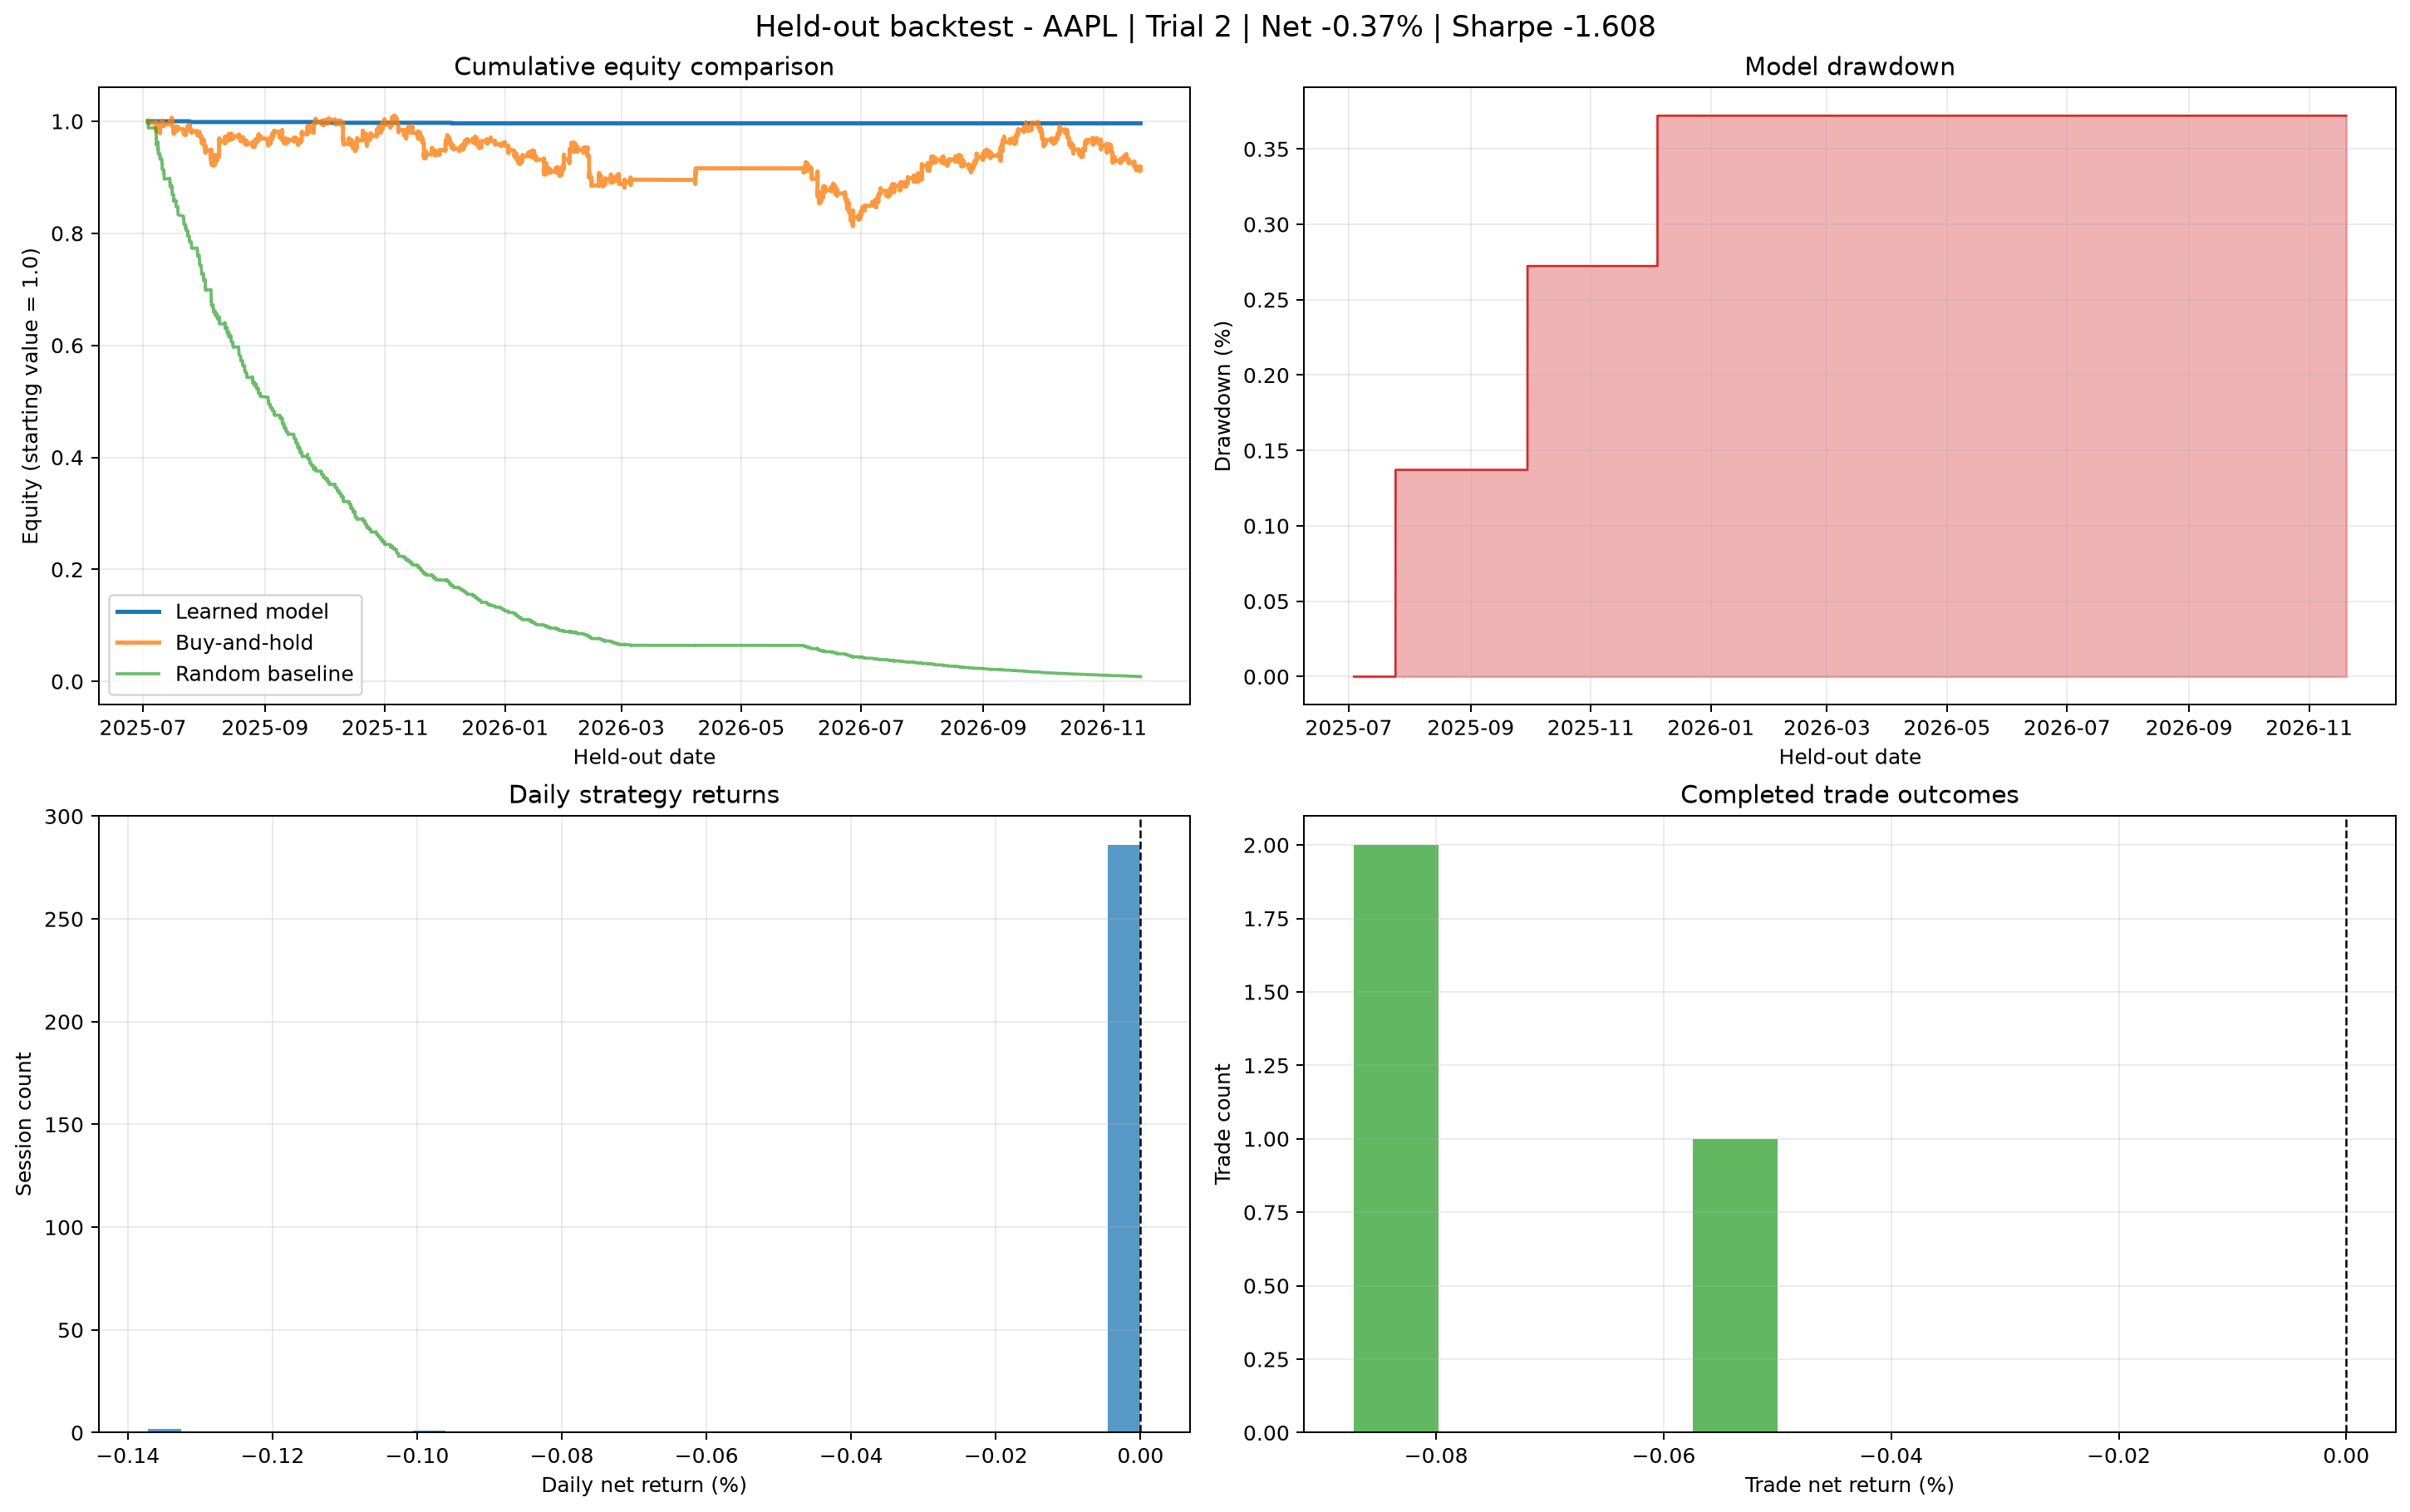 Held-out backtest - AAPL | Trial 2 | Net -0.37% | Sharpe -1.608
Cumulative equity comparison
Equity (starting value = 1.0)
1.0
0.8
0.6
0.4
0.2
0.0
Learned model
Buy-and-hold
Random baseline
2025-07 2025-09 2025-11 2026-01 2026-03 2026-05 2026-07 2026-09 2026-11
Held-out date
Model drawdown
Drawdown (%)
0.35
0.30
0.25
0.20
0.15
0.10
0.05
0.00
2025-07 2025-09 2025-11 2026-01 2026-03 2026-05 2026-07 2026-09 2026-11
Held-out date
Daily strategy returns
Session count
300
250
200
150
100
50
0
−0.14 −0.12 −0.10 −0.08 −0.06 −0.04 −0.02 0.00
Daily net return (%)
Completed trade outcomes
Trade count
2.00
1.75
1.50
1.25
1.00
0.75
0.50
0.25
0.00
−0.08 −0.06 −0.04 −0.02 0.00
Trade net return (%)